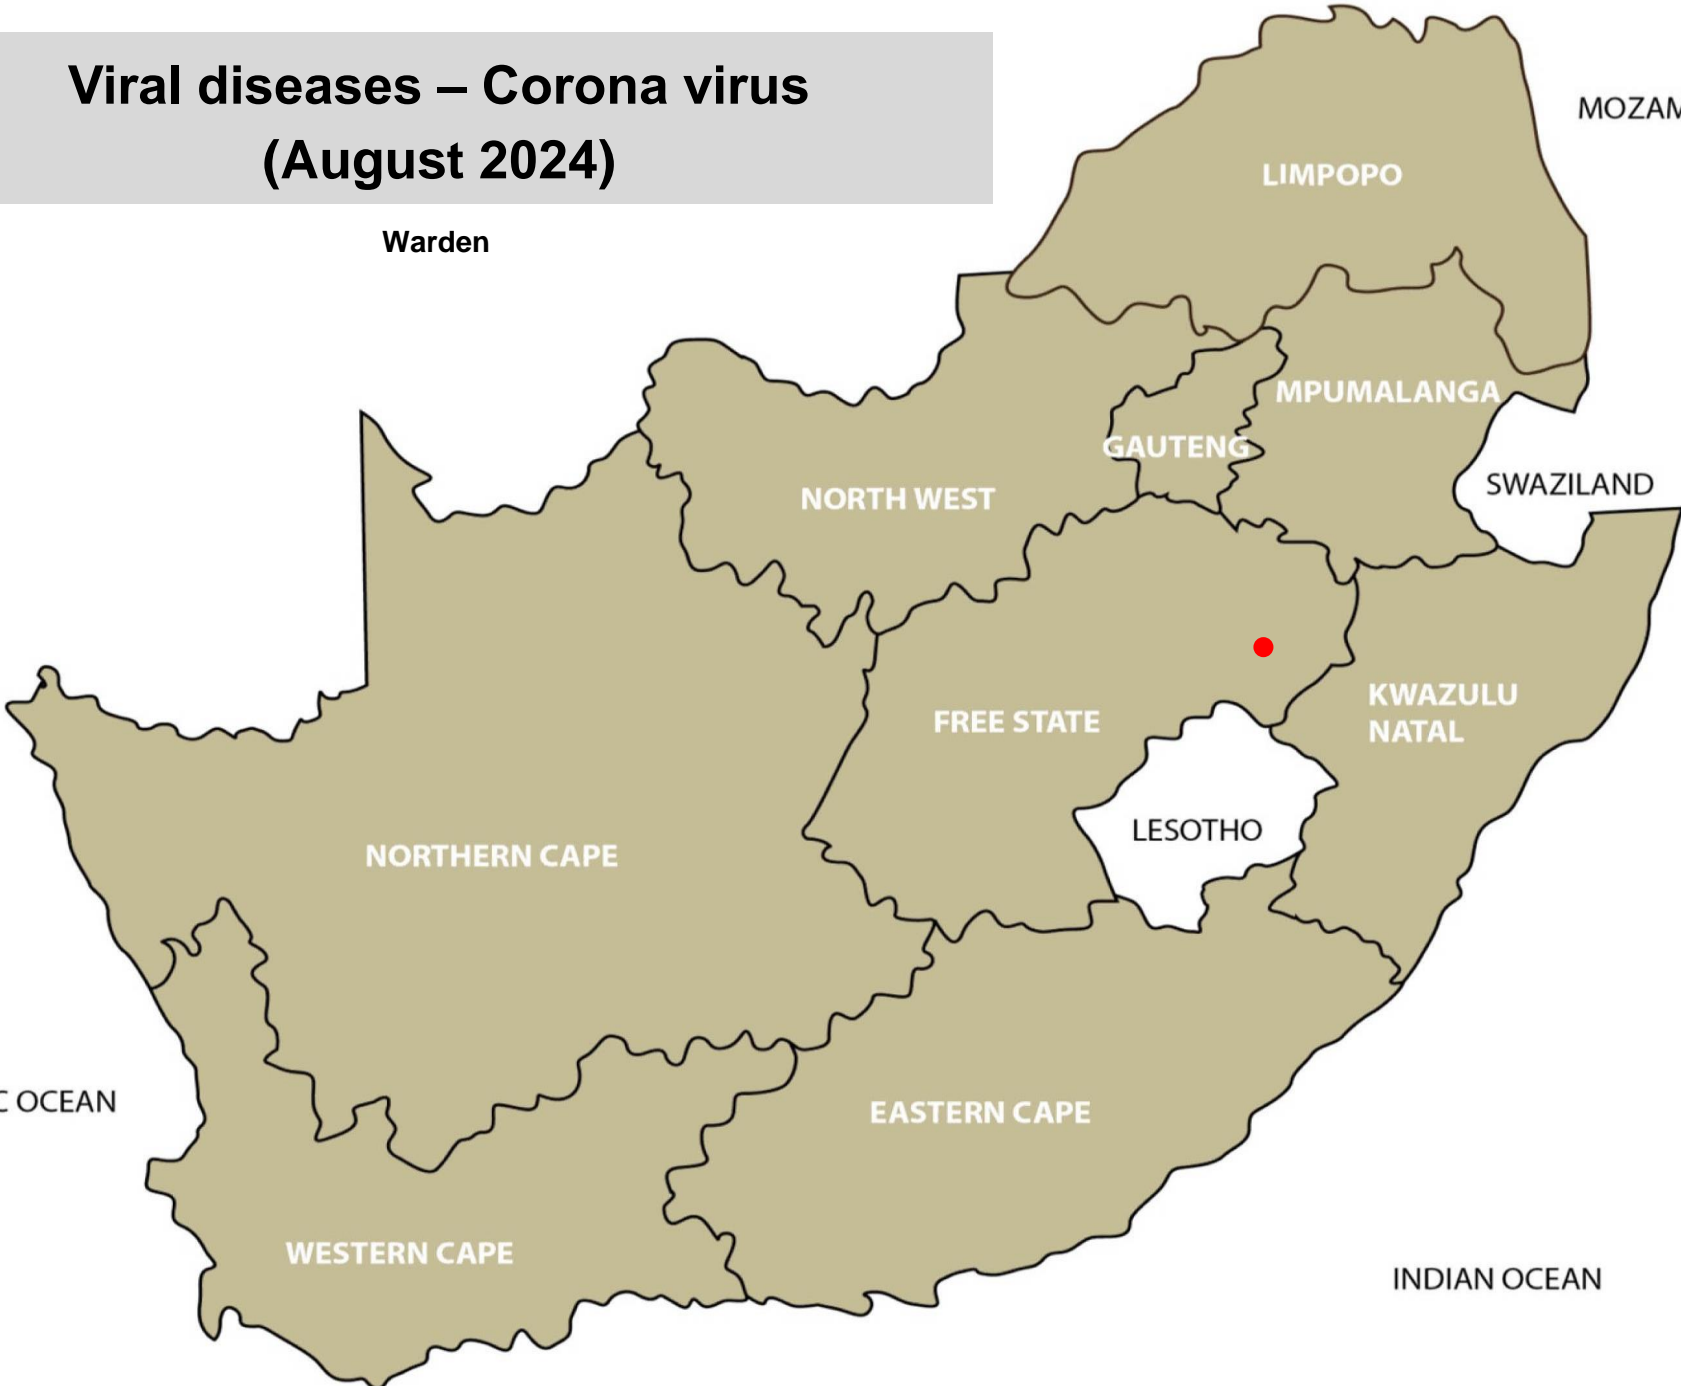 Viral diseases – Corona virus
(August 2024)
Warden
MOZAM
LIMPOPO
MPUMALANGA
GAUTENG
SWAZILAND
NORTH WEST
KWAZULU
NATAL
FREE STATE
LESOTHO
NORTHERN CAPE
C OCEAN
EASTERN CAPE
WESTERN CAPE
INDIAN OCEAN